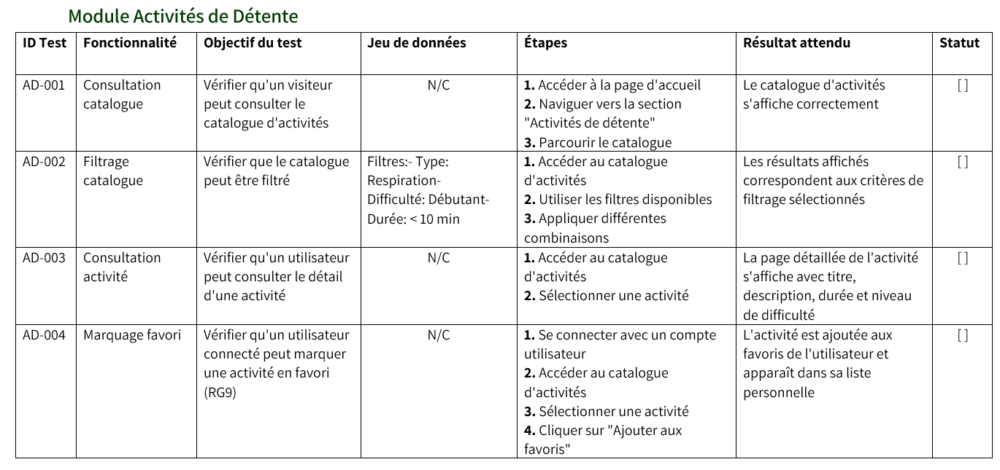 Module Activités de Détente
ID Test
Fonctionnalité
Objectif du test
Jeu de données
Étapes
Résultat attendu
Statut
AD-001
Consultation
catalogue
Vérifier qu'un visiteur
peut consulter le
catalogue d'activités
N/C
1. Accéder à la page d'accueil
2. Naviguer vers la section
"Activités de détente"
3. Parcourir le catalogue
Le catalogue d'activités
s'affiche correctement
[ ]
AD-002
Filtrage
catalogue
Vérifier que le catalogue
peut être filtré
Filtres:- Type:
Respiration-
Difficulté: Débutant-
Durée: < 10 min
1. Accéder au catalogue
d'activités
2. Utiliser les filtres disponibles
3. Appliquer différentes
combinaisons
Les résultats affichés
correspondent aux critères de
filtrage sélectionnés
[ ]
AD-003
Consultation
activité
Vérifier qu'un utilisateur
peut consulter le détail
d'une activité
N/C
1. Accéder au catalogue
d'activités
2. Sélectionner une activité
La page détaillée de l'activité
s'affiche avec titre,
description, durée et niveau
de difficulté
[ ]
AD-004
Marquage favori
Vérifier qu'un utilisateur
connecté peut marquer
une activité en favori
(RG9)
N/C
1. Se connecter avec un compte
utilisateur
2. Accéder au catalogue
d'activités
3. Sélectionner une activité
4. Cliquer sur "Ajouter aux
favoris"
L'activité est ajoutée aux
favoris de l'utilisateur et
apparaît dans sa liste
personnelle
[ ]